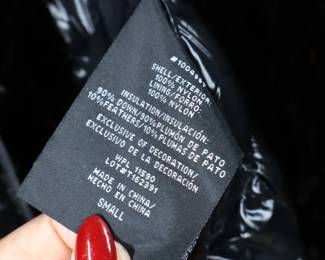 SHELL/EXTERIOR:
100% NYLON
LINING/FORRO:
100% NYLON
INSULATION/INSULACIÓN:
90% DOWN/90% PLUMÓN DE PATO
10% FEATHERS/10% PLUMAS DE PATO
EXCLUSIVE OF DECORATION/
EXCLUSIVO DE LA DECORACIÓN
WPL 11590
LOT#T162391
MADE IN CHINA/
HECHO EN CHINA
SMALL